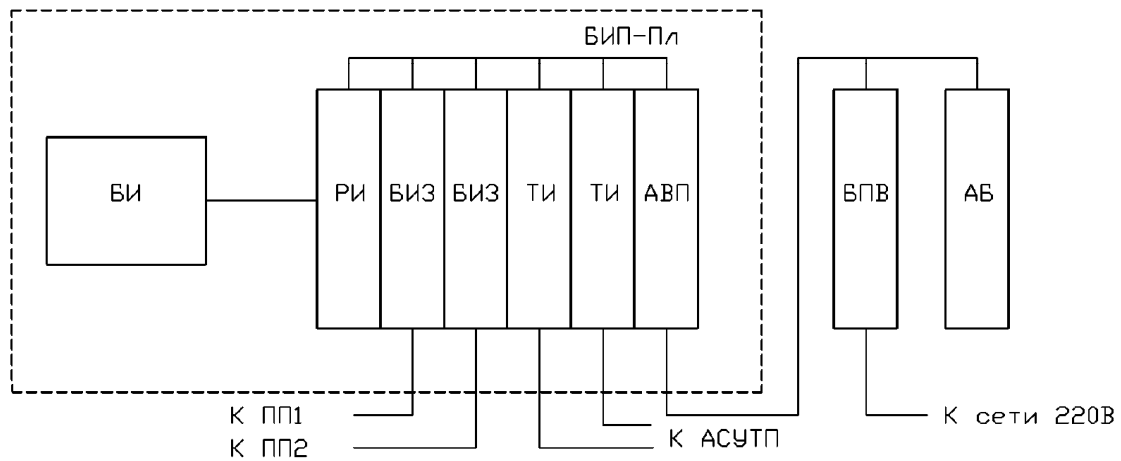 БИП-Пл
БИ
РИ
БИЗ
БИЗ
ТИ
ТИ
АВП
БПВ
АБ
К ПП1
К ПП2
К АСУТП
К сети 220В